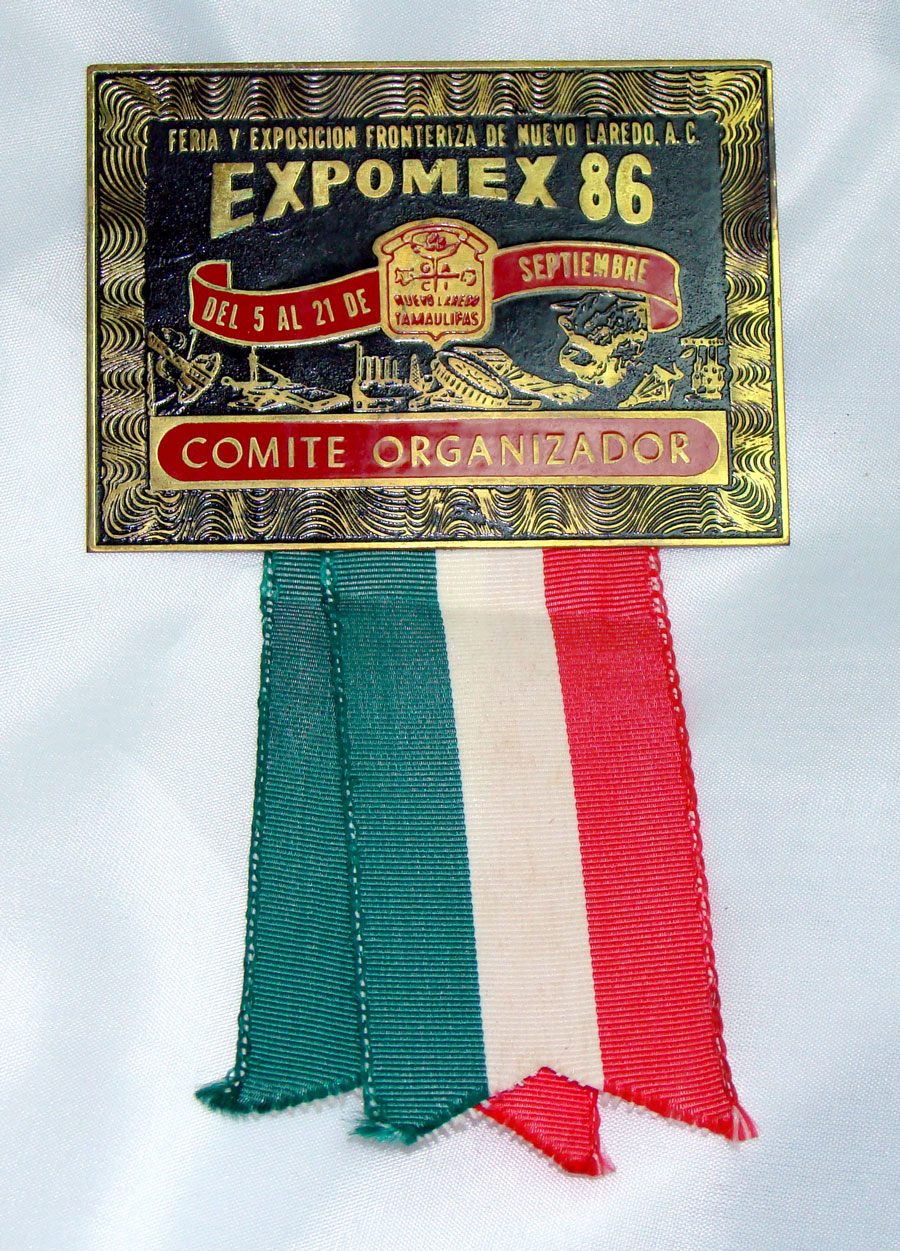 FERIA Y EXPOSICION FRONTERIZA DE NUEVO LAREDO, A.C.
EXPOMEX 86
DEL 5 AL 21 DE
SEPTIEMBRE
NUEVO LAREDO
TAMAULIPAS
COMITE ORGANIZADOR